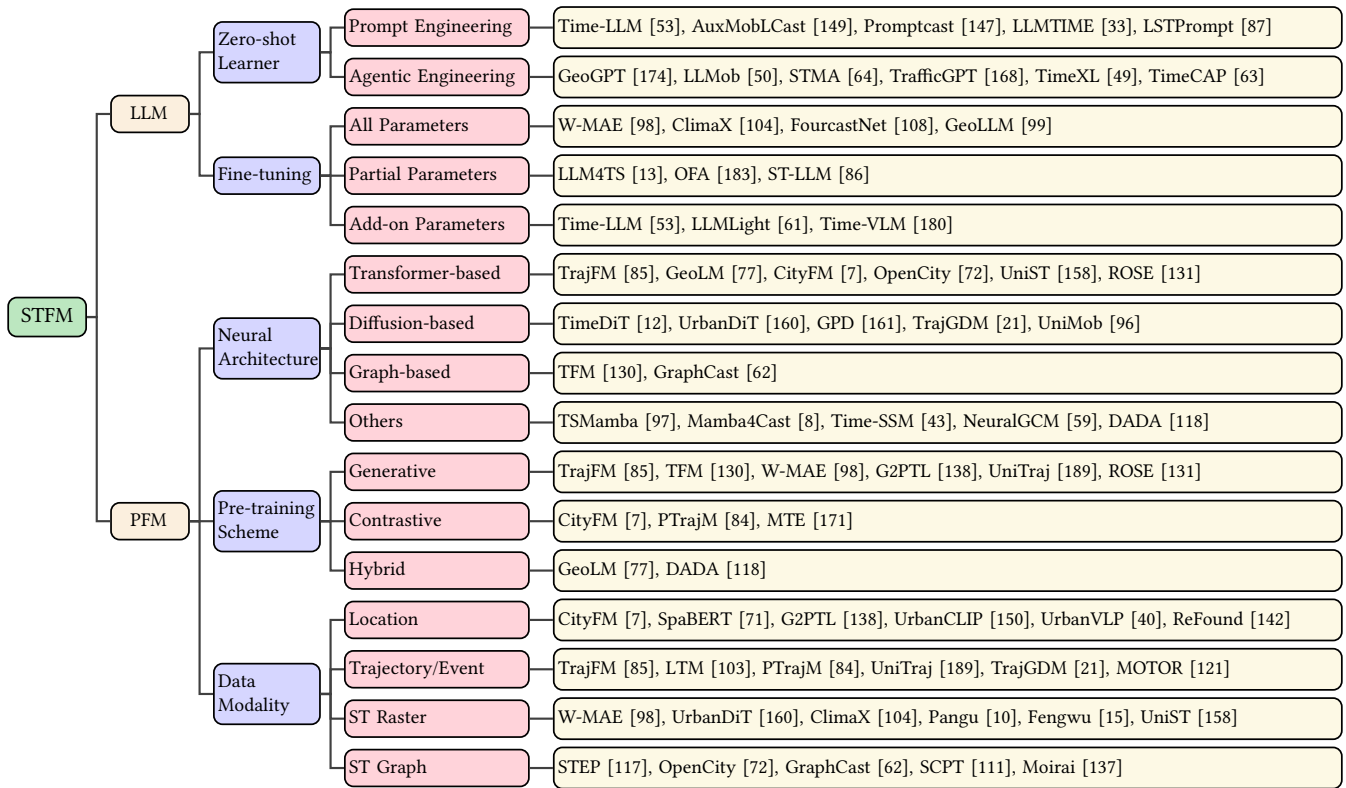 STFM
LLM
Zero-shot
Learner
Prompt Engineering
Time-LLM [53], AuxMobLCast [149], Promptcast [147], LLMTIME [33], LSTPrompt [87]
Agentic Engineering
GeoGPT [174], LLMob [50], STMA [64], TrafficGPT [168], TimeXL [49], TimeCAP [63]
Fine-tuning
All Parameters
W-MAE [98], ClimaX [104], FourcastNet [108], GeoLLM [99]
Partial Parameters
LLM4TS [13], OFA [183], ST-LLM [86]
Add-on Parameters
Time-LLM [53], LLMLight [61], Time-VLM [180]
PFM
Neural
Architecture
Transformer-based
TrajFM [85], GeoLM [77], CityFM [7], OpenCity [72], UniST [158], ROSE [131]
Diffusion-based
TimeDiT [12], UrbanDiT [160], GPD [161], TrajGDM [21], UniMob [96]
Graph-based
TFM [130], GraphCast [62]
Others
TSMamba [97], Mamba4Cast [8], Time-SSM [43], NeuralGCM [59], DADA [118]
Pre-training
Scheme
Generative
TrajFM [85], TFM [130], W-MAE [98], G2PTL [138], UniTraj [189], ROSE [131]
Contrastive
CityFM [7], PTrajM [84], MTE [171]
Hybrid
GeoLM [77], DADA [118]
Data
Modality
Location
CityFM [7], SpaBERT [71], G2PTL [138], UrbanCLIP [150], UrbanVLP [40], ReFound [142]
Trajectory/Event
TrajFM [85], LTM [103], PTrajM [84], UniTraj [189], TrajGDM [21], MOTOR [121]
ST Raster
W-MAE [98], UrbanDiT [160], ClimaX [104], Pangu [10], Fengwu [15], UniST [158]
ST Graph
STEP [117], OpenCity [72], GraphCast [62], SCPT [111], Moirai [137]